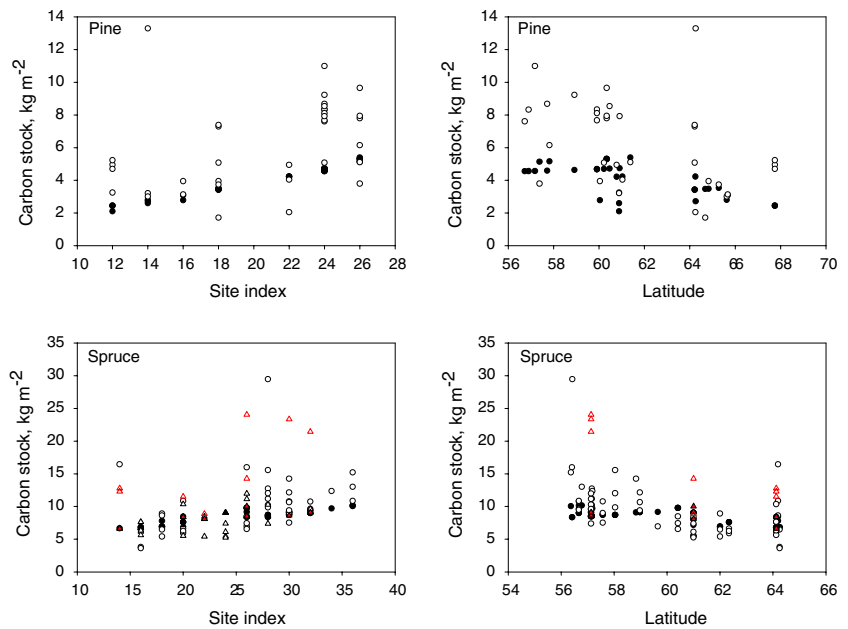 Pine
Carbon stock, kg m-2
14
12
10
8
6
4
2
0
10 12 14 16 18 20 22 24 26 28
Site index
Pine
Carbon stock, kg m-2
14
12
10
8
6
4
2
0
56 58 60 62 64 66 68 70
Latitude
Spruce
Carbon stock, kg m-2
35
30
25
20
15
10
5
0
10 15 20 25 30 35 40
Site index
Spruce
Carbon stock, kg m-2
35
30
25
20
15
10
5
0
54 56 58 60 62 64 66
Latitude